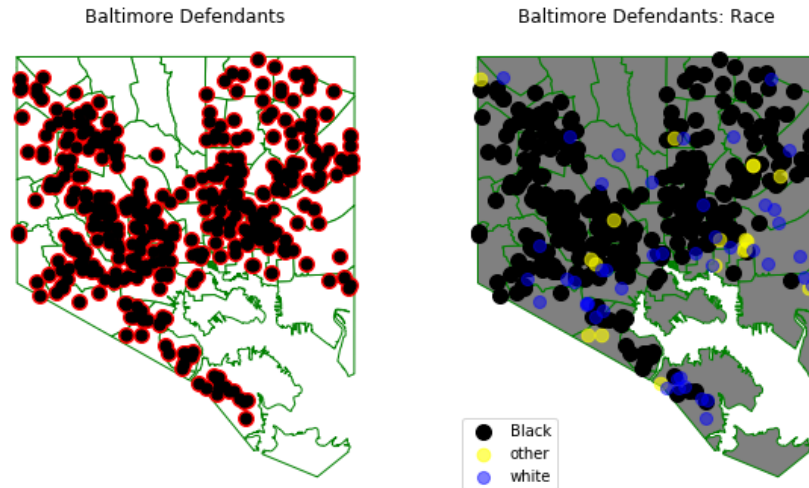 Baltimore Defendants
Baltimore Defendants: Race
Black
other
white